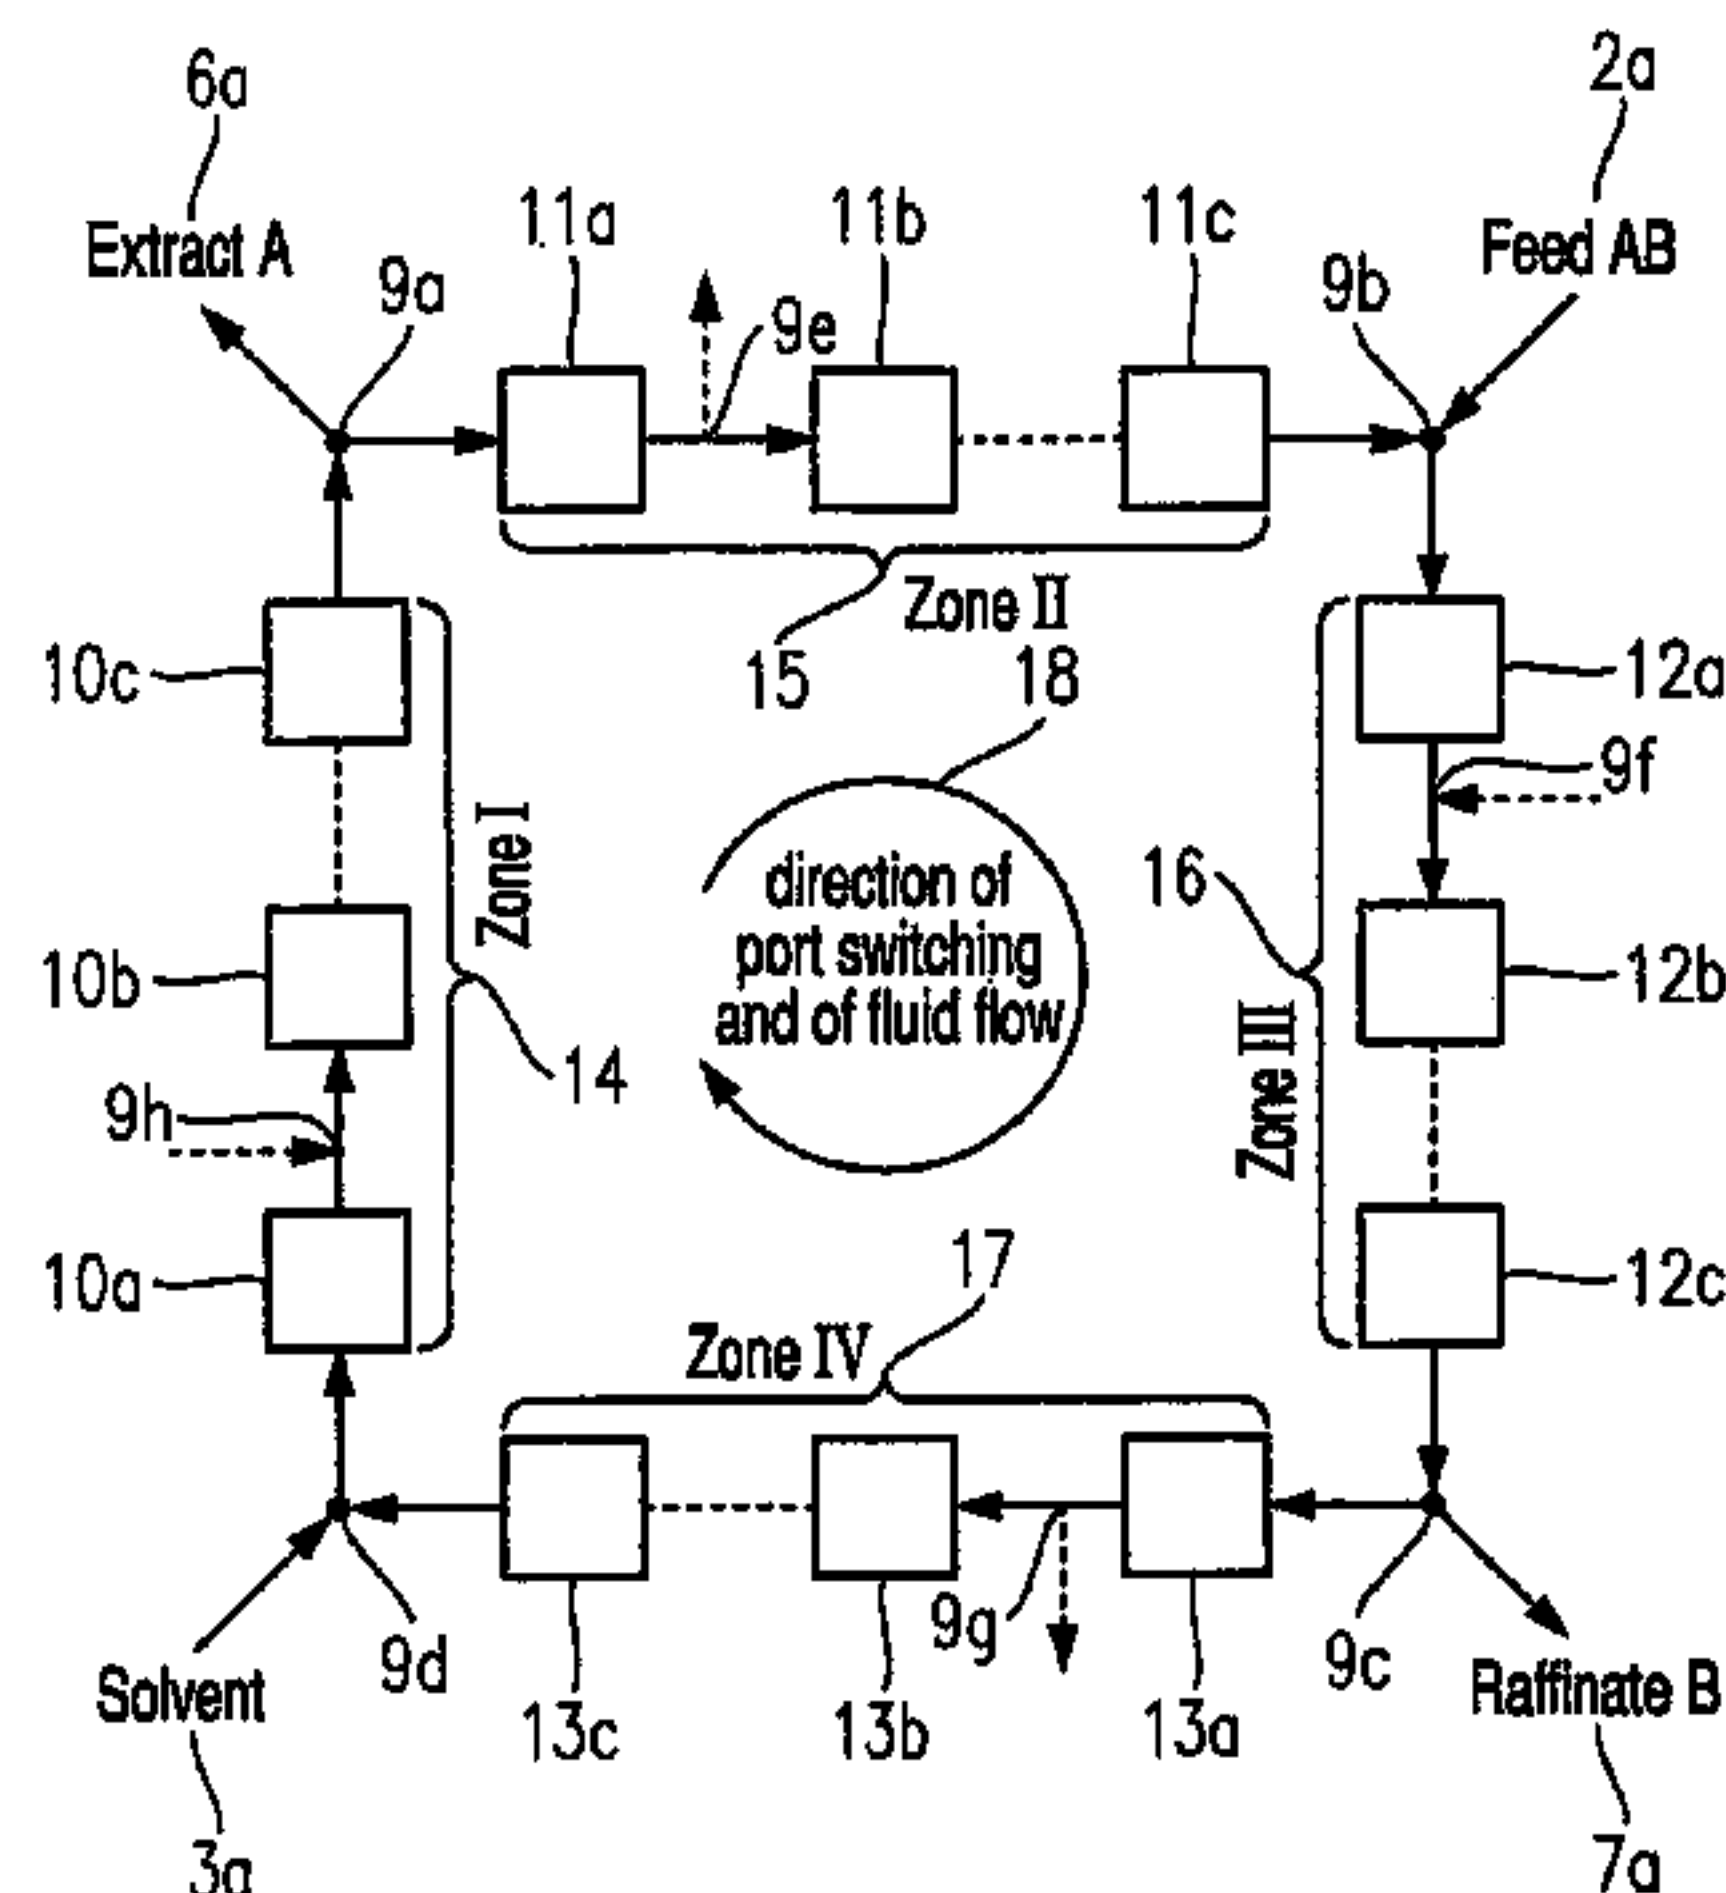 6a
2a
11a
11b
11c
Extract A
9a
9e
9b
Feed AB
Zone II
15
18
10c
12a
9f
Zone I
direction of
port switching
and of fluid flow
16
10b
12b
14
9h
Zone III
10a
17
12c
Zone IV
9g
9d
9c
Solvent
13c
13b
13a
Raffinate B
3a
7a